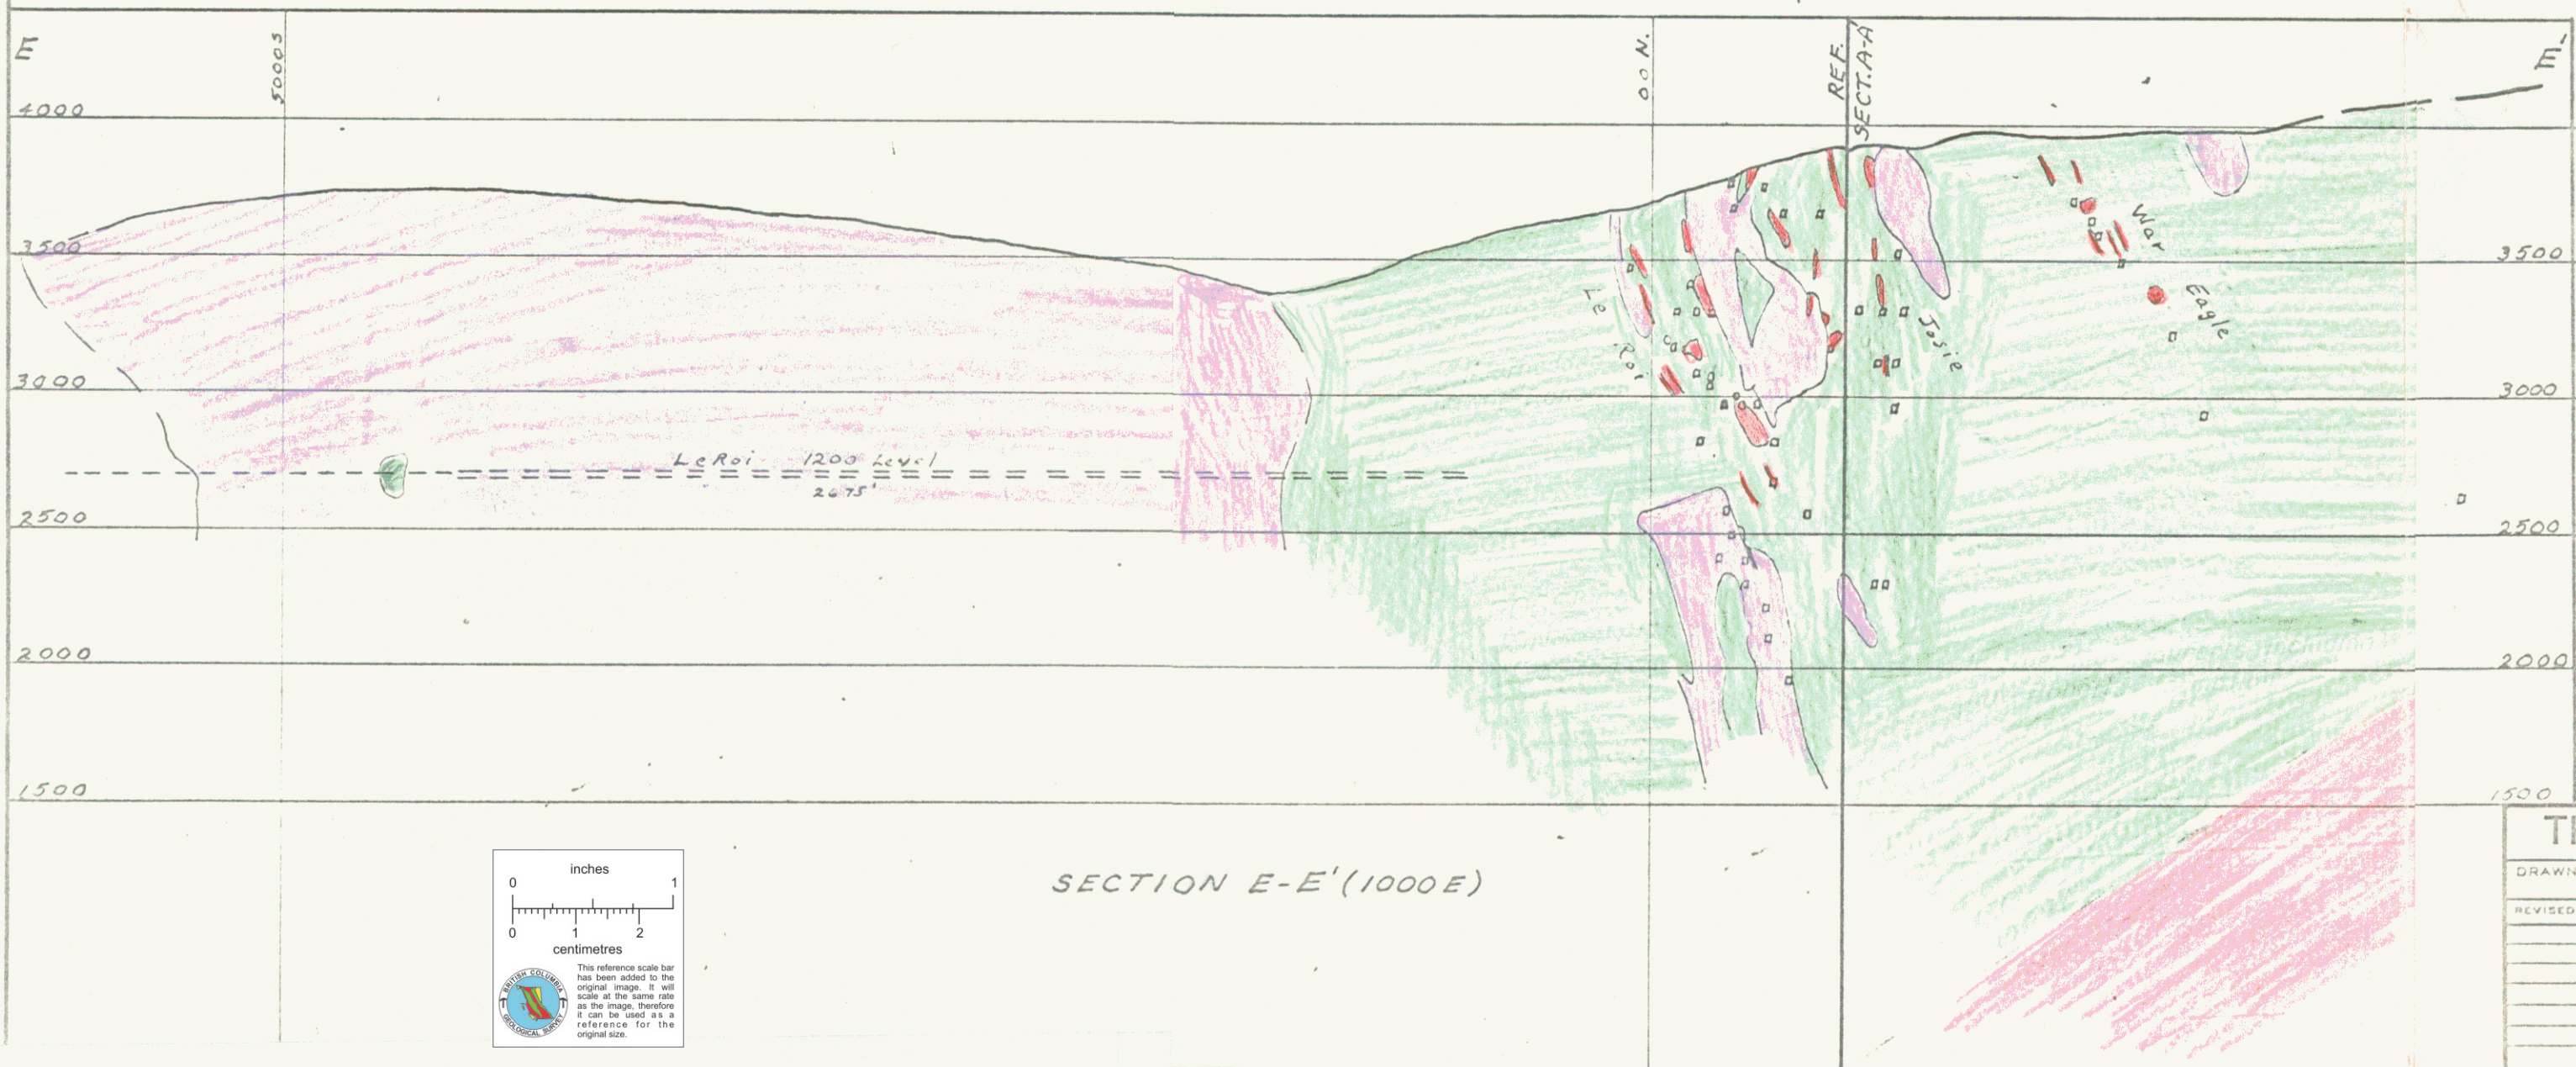 E
5000S
00 N.
REF.
SECT. A-A
E'
4000
3500
3500
3000
3000
2500
2500
2000
2000
1500
1500
LeRoi 1200 Level
2675'
Le
Roi
Josie
War
Eagle
SECTION E-E' (1000E)
inches
0 1
0 1 2
centimetres
BRITISH COLUMBIA
GEOLOGICAL SURVEY
This reference scale bar
has been added to the
original image. It will
scale at the same rate
as the image, therefore
it can be used as a
reference for the
original size.
DRAWN
REVISED